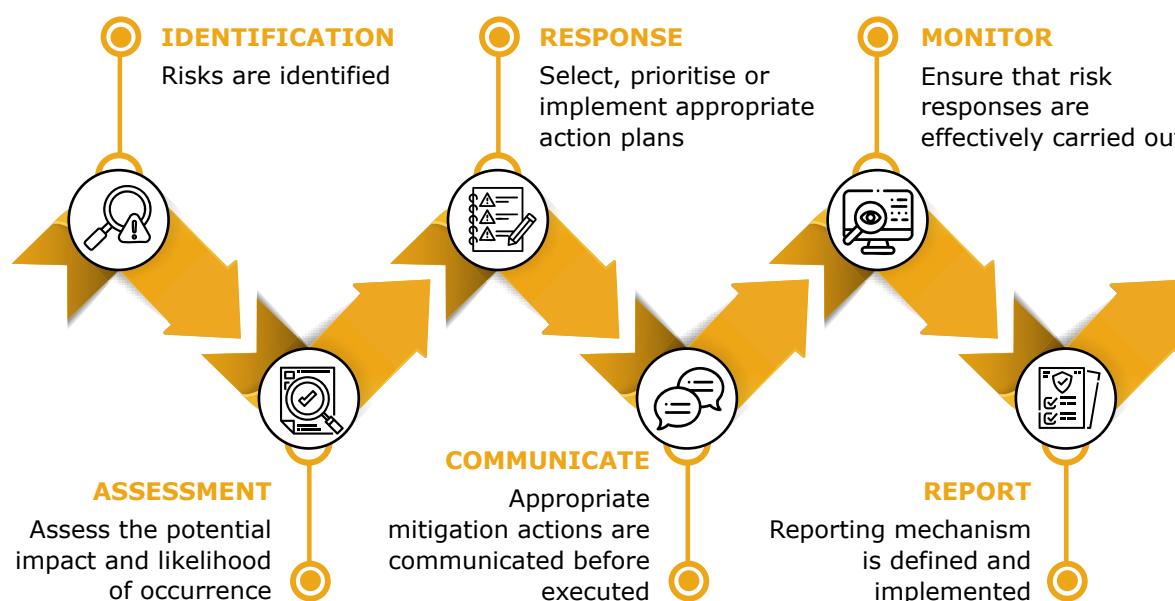 IDENTIFICATION
Risks are identified
ASSESSMENT
Assess the potential
impact and likelihood
of occurrence
RESPONSE
Select, prioritise or
implement appropriate
action plans
COMMUNICATE
Appropriate
mitigation actions are
communicated before
executed
MONITOR
Ensure that risk
responses are
effectively carried out
REPORT
Reporting mechanism
is defined and
implemented